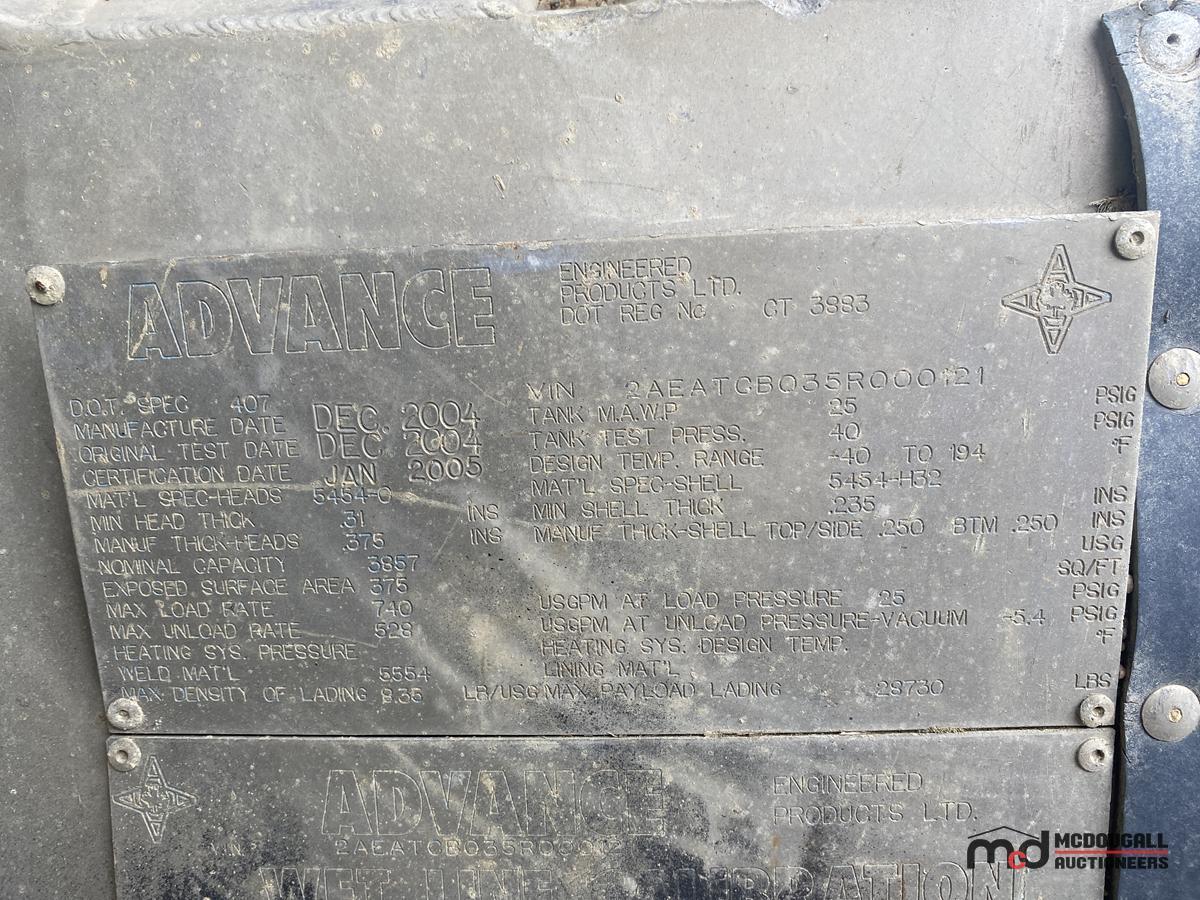 ADVANCE
ENGINEERED
PRODUCTS LTD.
DOT REG No CT 3883
D.O.T. SPEC 407
VIN 2AEATCBQ35R000121
MANUFACTURE DATE DEC. 2004
TANK M.A.W.P 25 PSIG
ORIGINAL TEST DATE DEC 2004
TANK TEST PRESS. 40 PSIG
CERTIFICATION DATE JAN 2005
DESIGN TEMP. RANGE -40 TO 194 °F
MAT'L SPEC-HEADS 5454-O
MAT'L SPEC-SHELL 5454-H32
MIN HEAD THICK .31 INS
MIN SHELL THICK .235 INS
MANUF THICK-HEADS .375 INS
MANUF THICK-SHELL TOP/SIDE .250 BTM .250 INS
NOMINAL CAPACITY 3857 USG
EXPOSED SURFACE AREA 375 SQ/FT
MAX LOAD RATE 740 USGPM AT LOAD PRESSURE 25 PSIG
MAX UNLOAD RATE 528 USGPM AT UNLOAD PRESSURE-VACUUM -5.4 PSIG
HEATING SYS. PRESSURE HEATING SYS. DESIGN TEMP. °F
WELD MAT'L 5554 LINING MAT'L
MAX DENSITY OF LADING 8.35 LB/USG MAX PAYLOAD LADING 28730 LBS
ADVANCE
ENGINEERED
PRODUCTS LTD.
VIN 2AEATCBQ35R00012
WET LINE
mcd MCDOUGALL
AUCTIONEERS